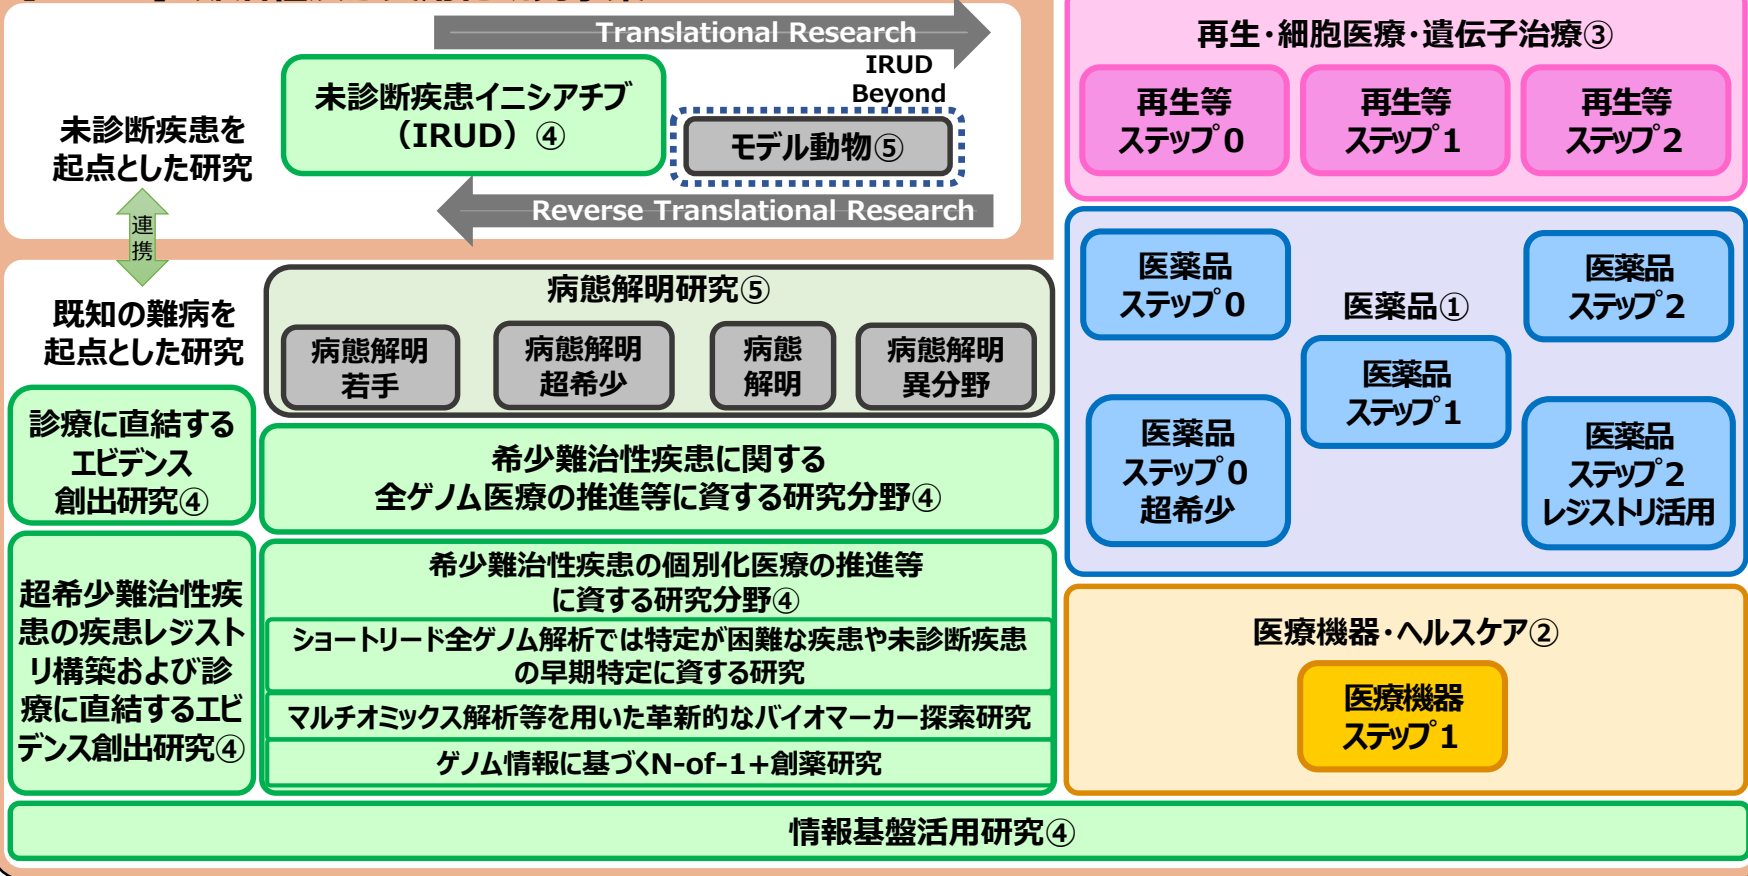 Translational Research
IRUD
Beyond
未診断疾患イニシアチブ
（IRUD）④
モデル動物⑤
未診断疾患を
起点とした研究
Reverse Translational Research
連
携
既知の難病を
起点とした研究
病態解明研究⑤
病態解明
若手
病態解明
超希少
病態
解明
病態解明
異分野
診療に直結する
エビデンス
創出研究④
希少難治性疾患に関する
全ゲノム医療の推進等に資する研究分野④
超希少難治性疾
患の疾患レジスト
リ構築および診
療に直結するエビ
デンス創出研究④
希少難治性疾患の個別化医療の推進等
に資する研究分野④
ショートリード全ゲノム解析では特定が困難な疾患や未診断疾患
の早期特定に資する研究
マルチオミックス解析等を用いた革新的なバイオマーカー探索研究
ゲノム情報に基づくN-of-1+創薬研究
再生・細胞医療・遺伝子治療③
再生等
ステップ0
再生等
ステップ1
再生等
ステップ2
医薬品①
医薬品
ステップ0
医薬品
ステップ2
医薬品
ステップ1
医薬品
ステップ0
超希少
医薬品
ステップ2
レジストリ活用
医療機器・ヘルスケア②
医療機器
ステップ1
情報基盤活用研究④